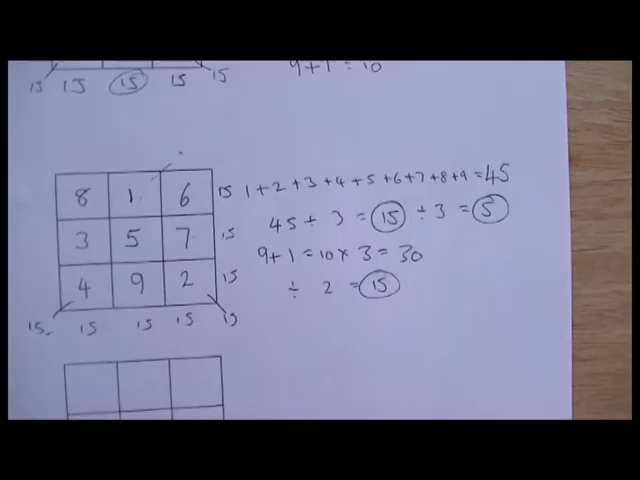 9+1 = 10
15 15 15 15 15
8 1 6 15
1+2+3+4+5+6+7+8+9=45
45 ÷ 3 = 15 ÷ 3 = 5
3 5 7 15
9+1 = 10 × 3 = 30
4 9 2 15
÷ 2 = 15
15 15 15 15 15